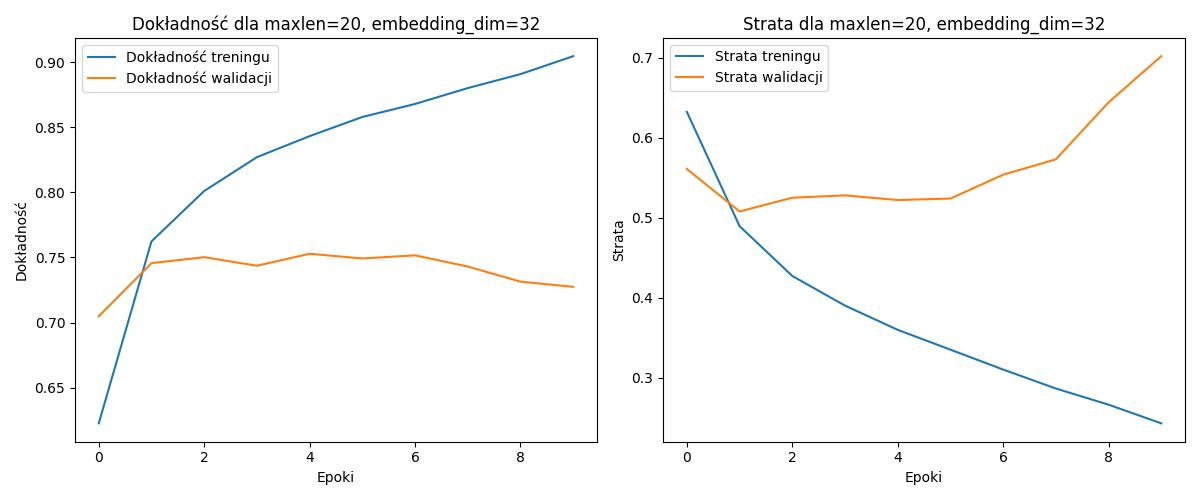 Dokładność dla maxlen=20, embedding_dim=32
Dokładność treningu
Dokładność walidacji
0.90
0.85
0.80
0.75
0.70
0.65
Dokładność
0
2
4
6
8
Epoki
Strata dla maxlen=20, embedding_dim=32
Strata treningu
Strata walidacji
0.7
0.6
0.5
0.4
0.3
Strata
0
2
4
6
8
Epoki